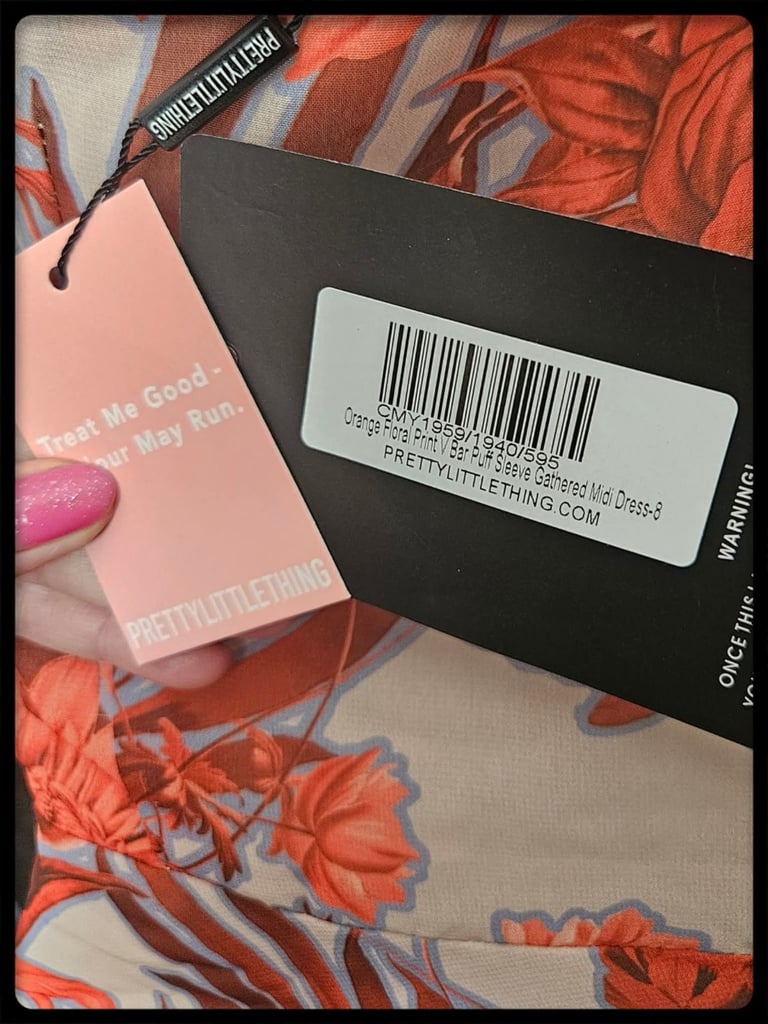 PRETTYLITTLETHING
Treat Me Good -
our May Run.
PRETTYLITTLETHING
CMY1959/1940/595
Orange Floral Print V Bar Puff Sleeve Gathered Midi Dress-8
PRETTYLITTLETHING.COM
WARNING!
ONCE THIS